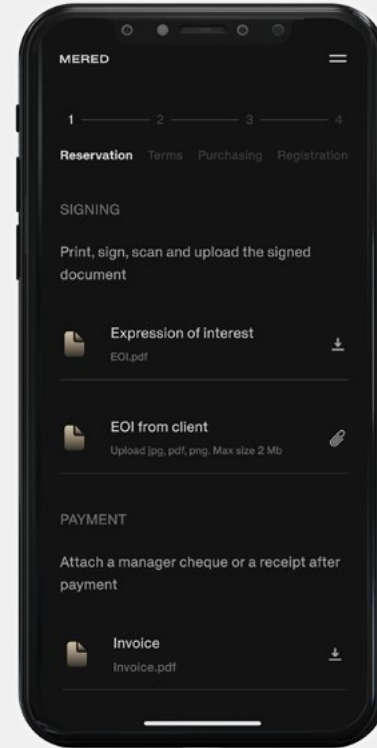 MERED
1 2 3 4
Reservation Terms Purchasing Registration
SIGNING
Print, sign, scan and upload the signed
document
Expression of interest
EOI.pdf
EOI from client
Upload jpg, pdf, png. Max size 2 Mb
PAYMENT
Attach a manager cheque or a receipt after
payment
Invoice
Invoice.pdf